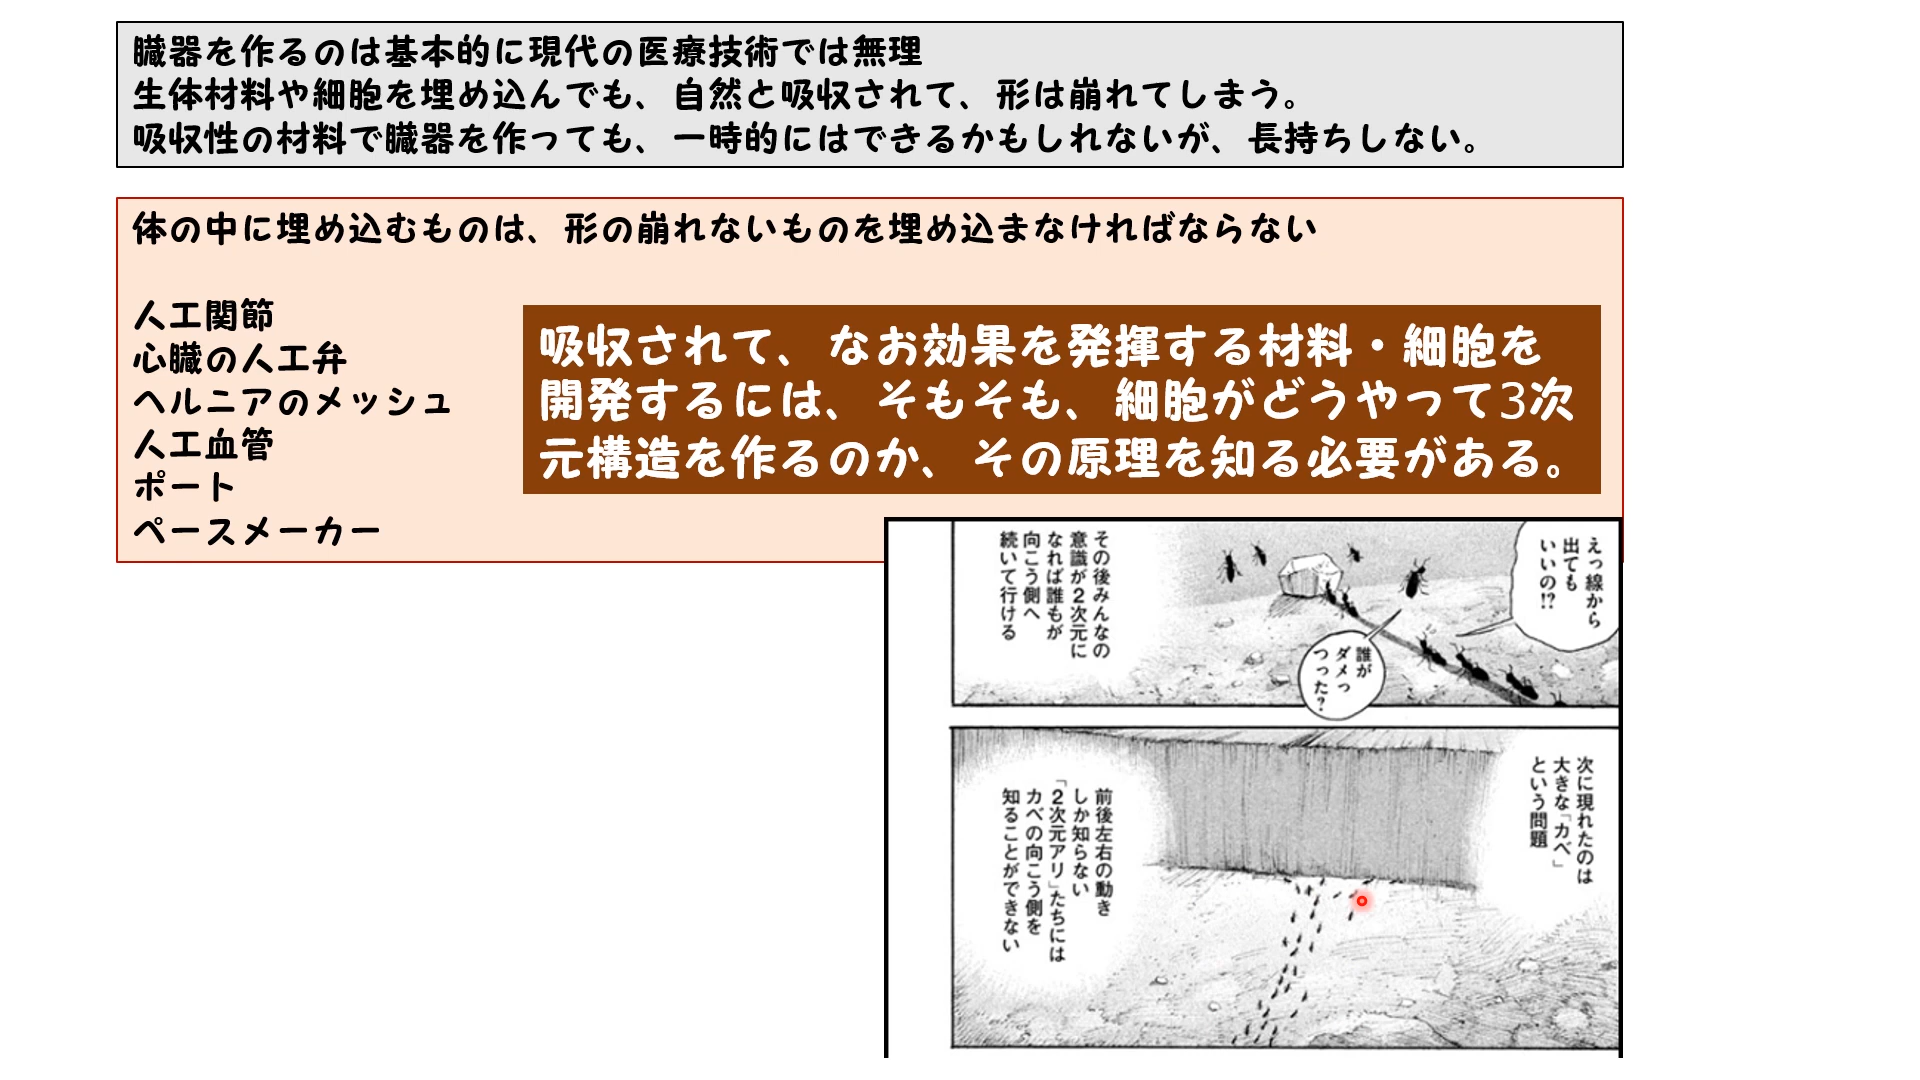 臓器を作るのは基本的に現代の医療技術では無理
生体材料や細胞を埋め込んでも、自然と吸収されて、形は崩れてしまう。
吸収性の材料で臓器を作っても、一時的にはできるかもしれないが、長持ちしない。
体の中に埋め込むものは、形の崩れないものを埋め込まなければならない
人工関節
心臓の人工弁
ヘルニアのメッシュ
人工血管
ポート
ペースメーカー
吸収されて、なお効果を発揮する材料・細胞を
開発するには、そもそも、細胞がどうやって3次
元構造を作るのか、その原理を知る必要がある。
えっ線から
出ても
いいの!?
誰が
ダメっ
つった?
その後みんなの
意識が2次元に
なれば誰もが
向こう側へ
続いて行ける
次に現れたのは
大きな「カベ」
という問題
前後左右の動き
しか知らない
「2次元アリ」たちには
カベの向こう側を
知ることができない